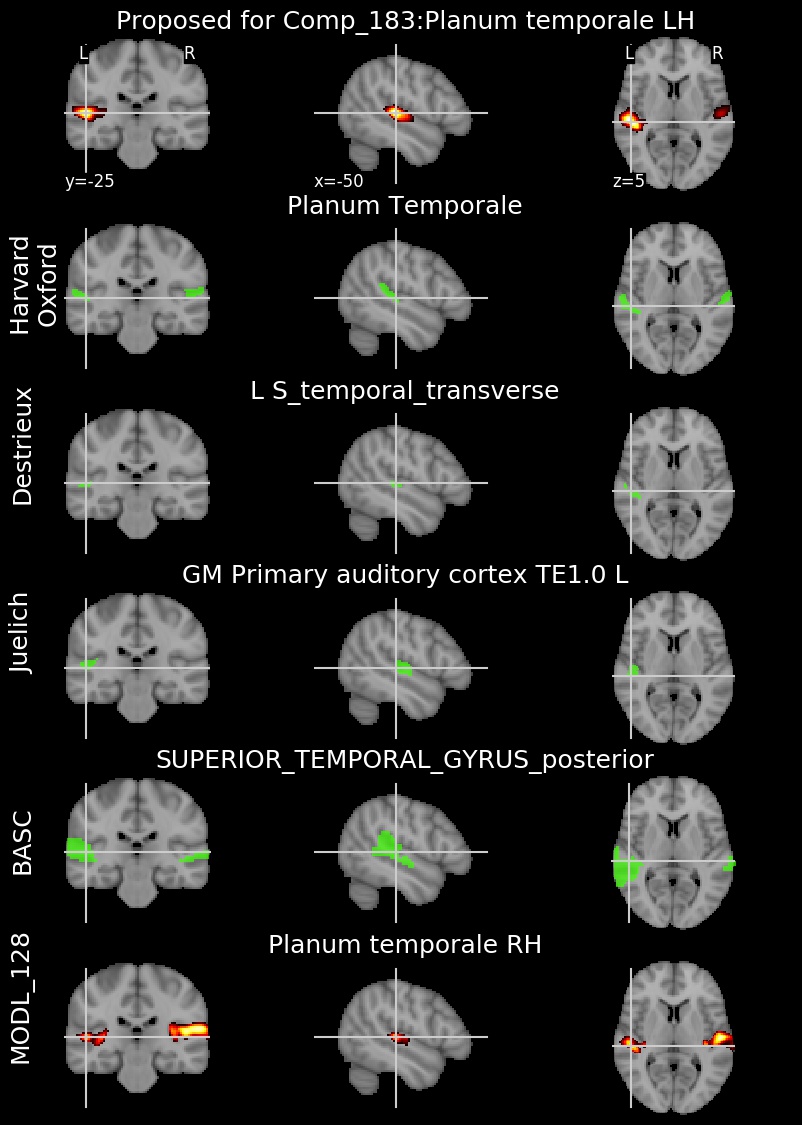 Proposed for Comp_183:Planum temporale LH
L R
L R
y=-25
x=-50
z=5
Planum Temporale
Harvard
Oxford
L S_temporal_transverse
Destrieux
GM Primary auditory cortex TE1.0 L
Juelich
SUPERIOR_TEMPORAL_GYRUS_posterior
BASC
Planum temporale RH
MODL_128